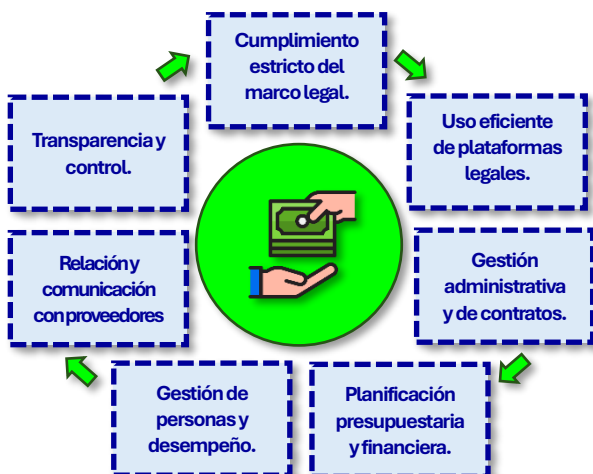 Cumplimiento
estricto del
marco legal.
Uso eficiente
de plataformas
legales.
Gestión
administrativa
y de contratos.
Planificación
presupuestaria
y financiera.
Gestión de
personas y
desempeño.
Relación y
comunicación
con proveedores
Transparencia y
control.